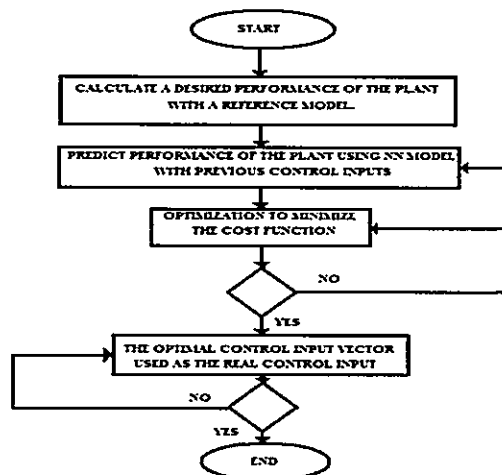 START
CALCULATE A DESIRED PERFORMANCE OF THE PLANT
WITH A REFERENCE MODEL.
PREDICT PERFORMANCE OF THE PLANT USING NN MODEL
WITH PREVIOUS CONTROL INPUTS
OPTIMIZATION TO MINIMIZE
THE COST FUNCTION
NO
YES
THE OPTIMAL CONTROL INPUT VECTOR
USED AS THE REAL CONTROL INPUT
NO
YES
END